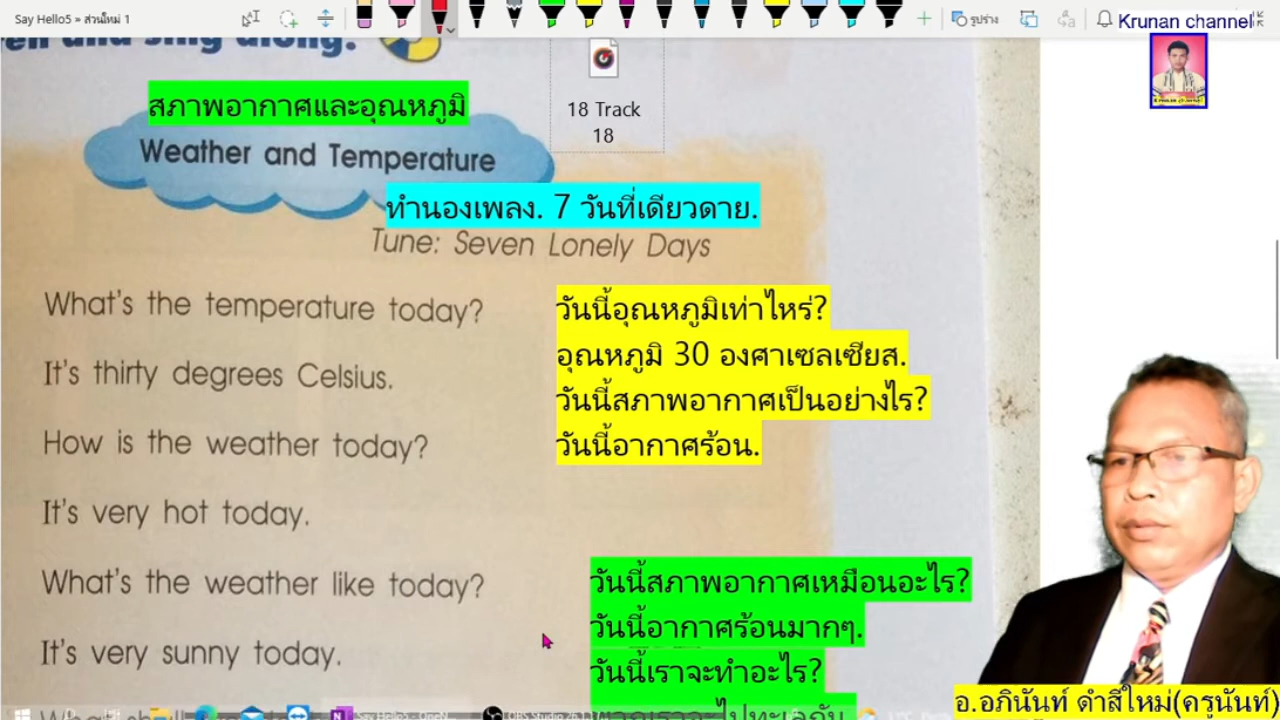 Say Hello5 » ส่วนใหม่ 1
รูปร่าง
Krunan channel
and sing along.
18 Track
18
สภาพอากาศและอุณหภูมิ
Weather and Temperature
ทำนองเพลง. 7 วันที่เดียวดาย.
Tune: Seven Lonely Days
What's the temperature today?
It's thirty degrees Celsius.
How is the weather today?
It's very hot today.
What's the weather like today?
It's very sunny today.
วันนี้อุณหภูมิเท่าไหร่?
อุณหภูมิ 30 องศาเซลเซียส.
วันนี้สภาพอากาศเป็นอย่างไร?
วันนี้อากาศร้อน.
วันนี้สภาพอากาศเหมือนอะไร?
วันนี้อากาศร้อนมากๆ.
วันนี้เราจะทำอะไร?
อ.อภินันท์ ดำสีใหม่(ครูนันท์)